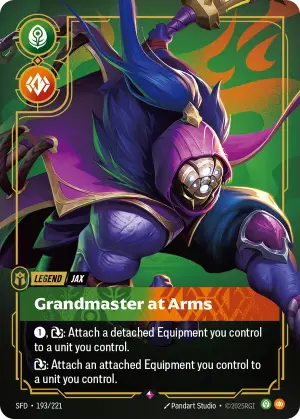 LEGEND JAX
Grandmaster at Arms
1, : Attach a detached Equipment you control
to a unit you control.
: Attach an attached Equipment you control to
a unit you control.
SFD • 193/221 Pandart Studio • ©2025RGI